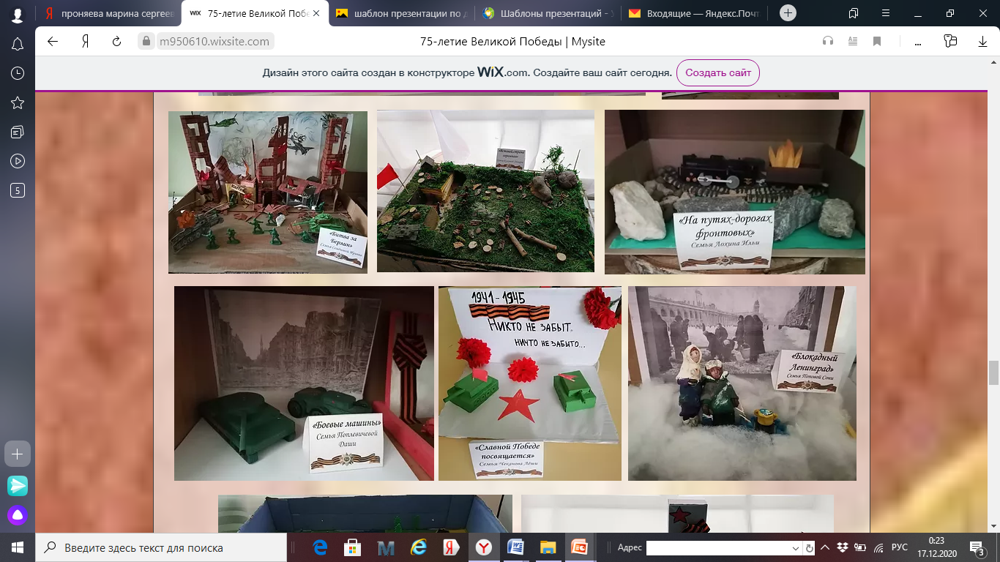 проняева марина сергеев
WiX
75-летие Великой Побе
шаблон презентации по д
Шаблоны презентаций - У
Входящие — Яндекс.Почт
m950610.wixsite.com
75-летие Великой Победы | Mysite
Дизайн этого сайта создан в конструкторе WiX.com. Создайте ваш сайт сегодня.
Создать сайт
«Битва за
Берлин»
Семья
«На путях-дорогах
фронтовых»
Семья Лохина Ильи
«Боевые машины»
Семья Поплевичевой
Даши
1941-1945
Никто не забыт.
ничто не забыто...
«Славной Победе
посвящается»
Семья Чеканова Лёши
«Блокадный
Ленинград»
Семья Поповой Сони
5
Введите здесь текст для поиска
Адрес
РУС
0:23
17.12.2020
3